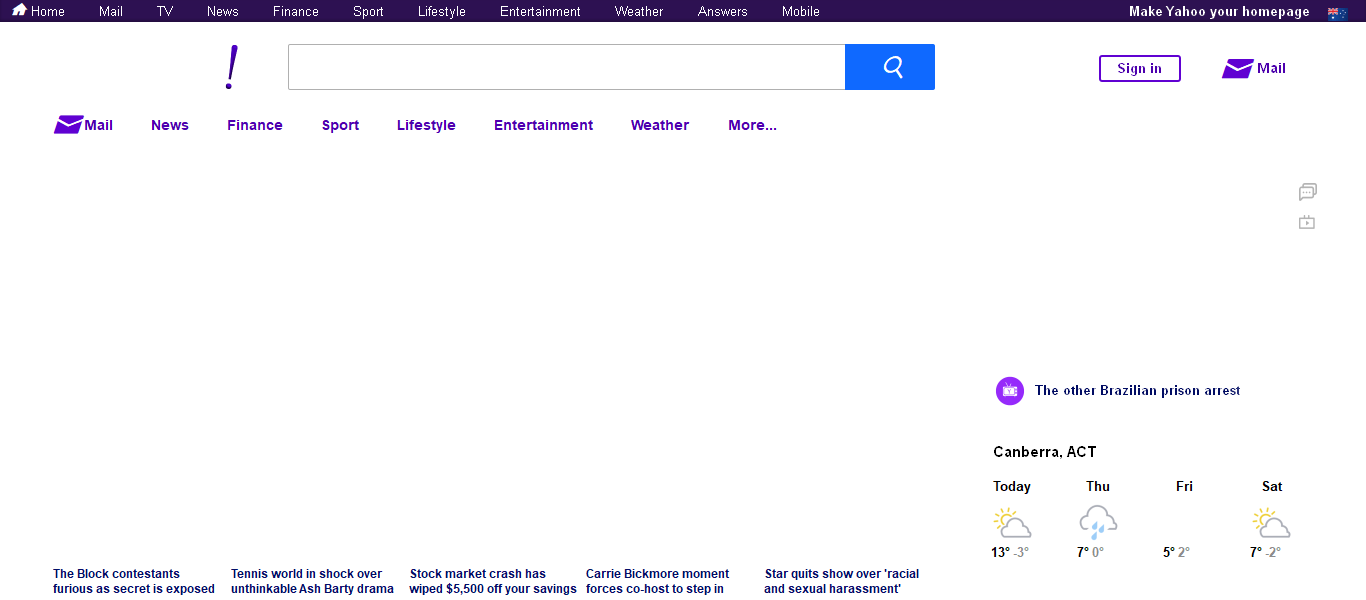 Home Mail TV News Finance Sport Lifestyle Entertainment Weather Answers Mobile Make Yahoo your homepage
!
Sign in Mail
Mail News Finance Sport Lifestyle Entertainment Weather More...
The other Brazilian prison arrest
Canberra, ACT
Today Thu Fri Sat
13° -3° 7° 0° 5° 2° 7° -2°
The Block contestants
furious as secret is exposed
Tennis world in shock over
unthinkable Ash Barty drama
Stock market crash has
wiped $5,500 off your savings
Carrie Bickmore moment
forces co-host to step in
Star quits show over 'racial
and sexual harassment'